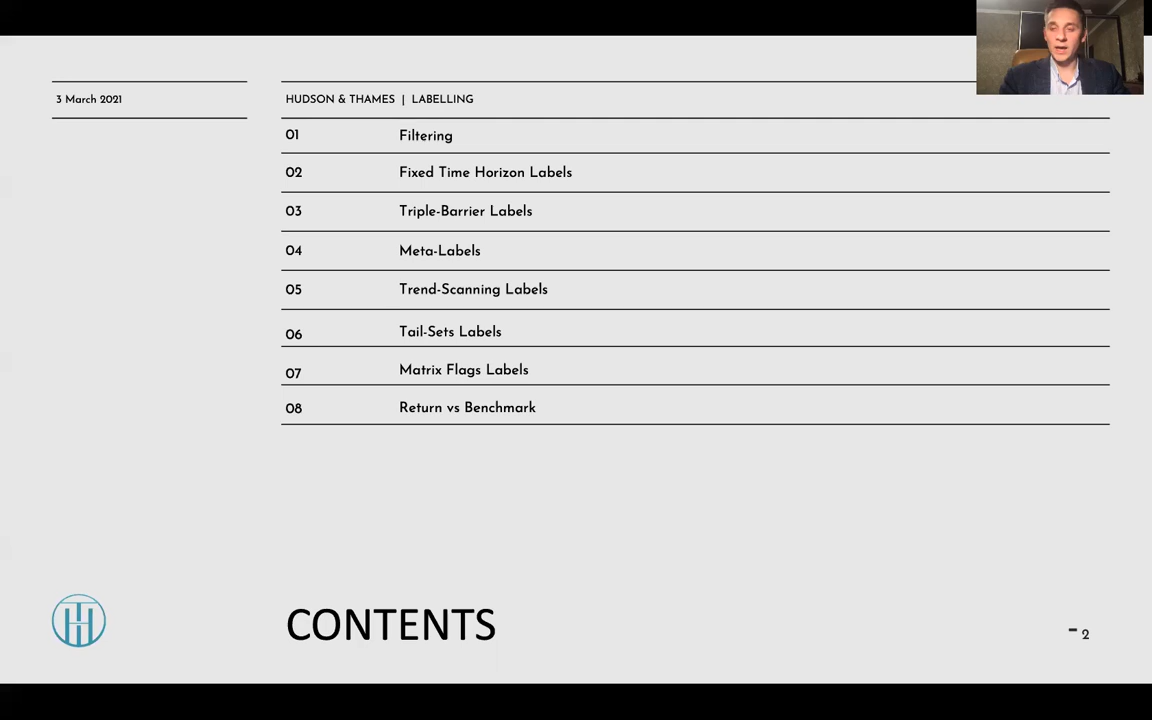 3 March 2021
HUDSON & THAMES | LABELLING
01 Filtering
02 Fixed Time Horizon Labels
03 Triple-Barrier Labels
04 Meta-Labels
05 Trend-Scanning Labels
06 Tail-Sets Labels
07 Matrix Flags Labels
08 Return vs Benchmark
CONTENTS
- 2